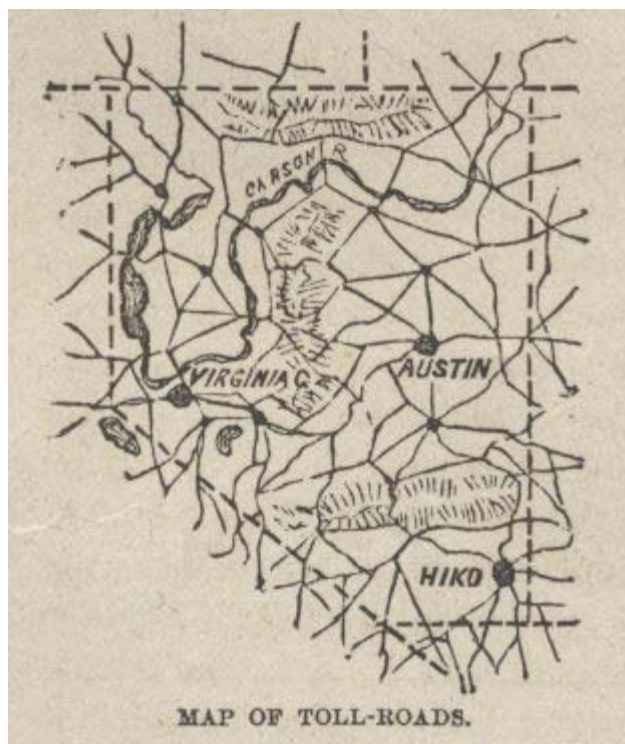 CARSON R.
VIRGINIA C.
AUSTIN
HIKO
MAP OF TOLL-ROADS.